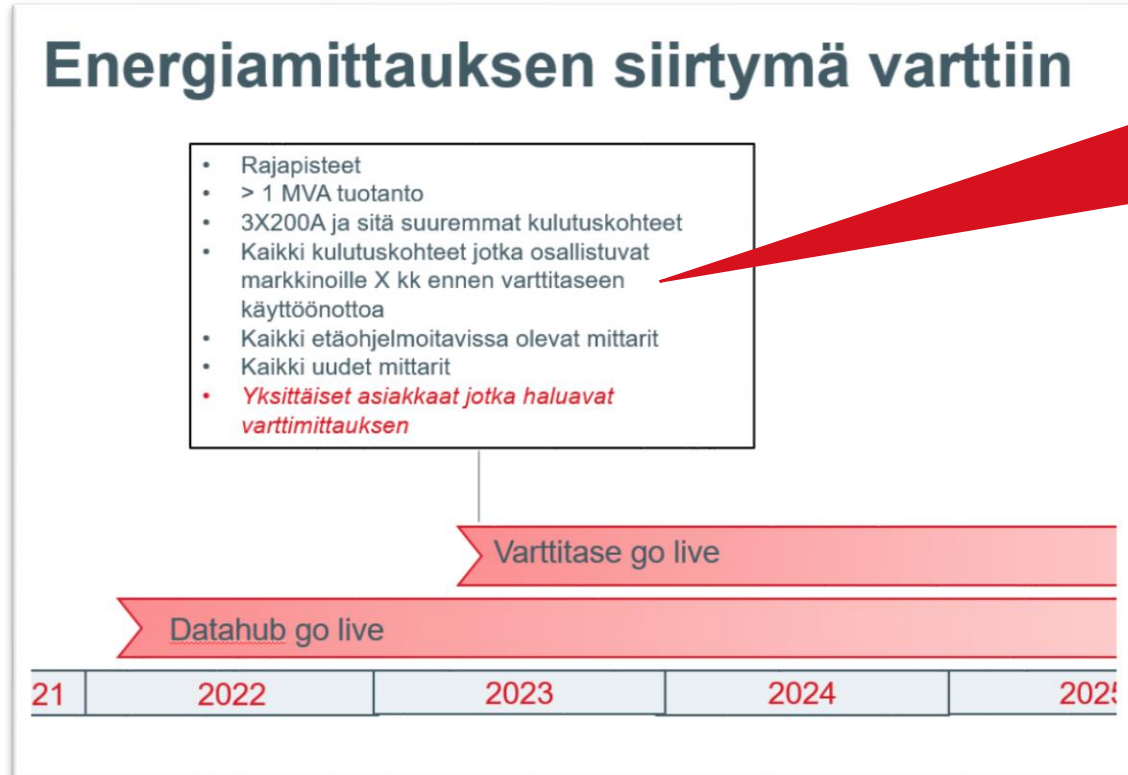 Energiamittauksen siirtymä varttiin
• Rajapisteet
• > 1 MVA tuotanto
• 3X200A ja sitä suuremmat kulutuskohteet
• Kaikki kulutuskohteet jotka osallistuvat
markkinoille X kk ennen varttitaseen
käyttöönottoa
• Kaikki etäohjelmoitavissa olevat mittarit
• Kaikki uudet mittarit
• Yksittäiset asiakkaat jotka haluavat
varttimittauksen
Varttitase go live
Datahub go live
21 2022 2023 2024 2025